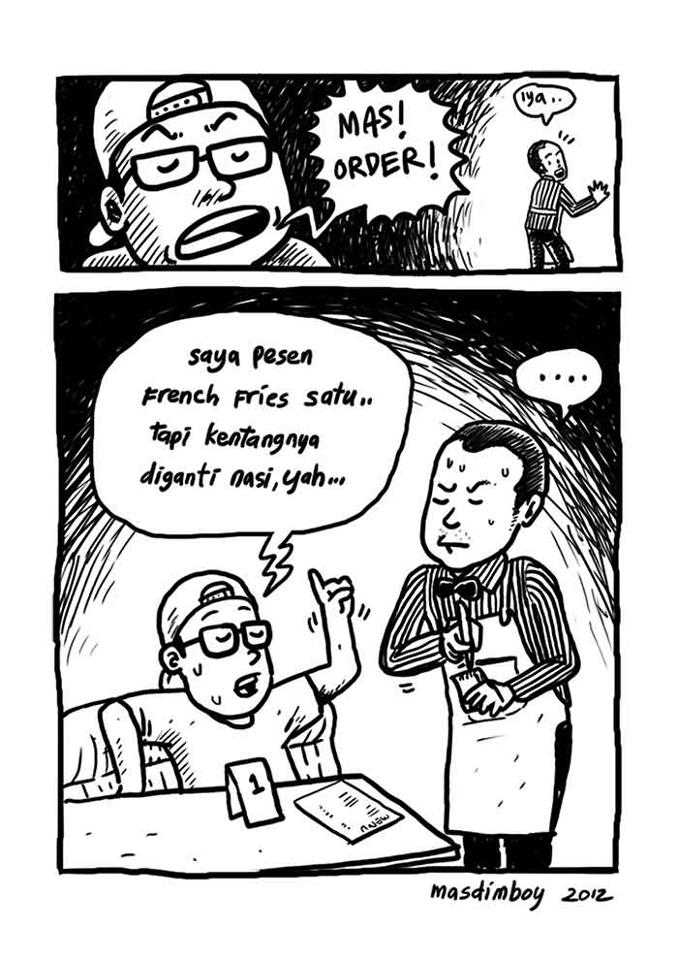 MAS!
ORDER!
iya..
saya pesen
French Fries satu..
tapi kentangnya
diganti nasi, yah...
....
1
MENU
masdimboy 2012